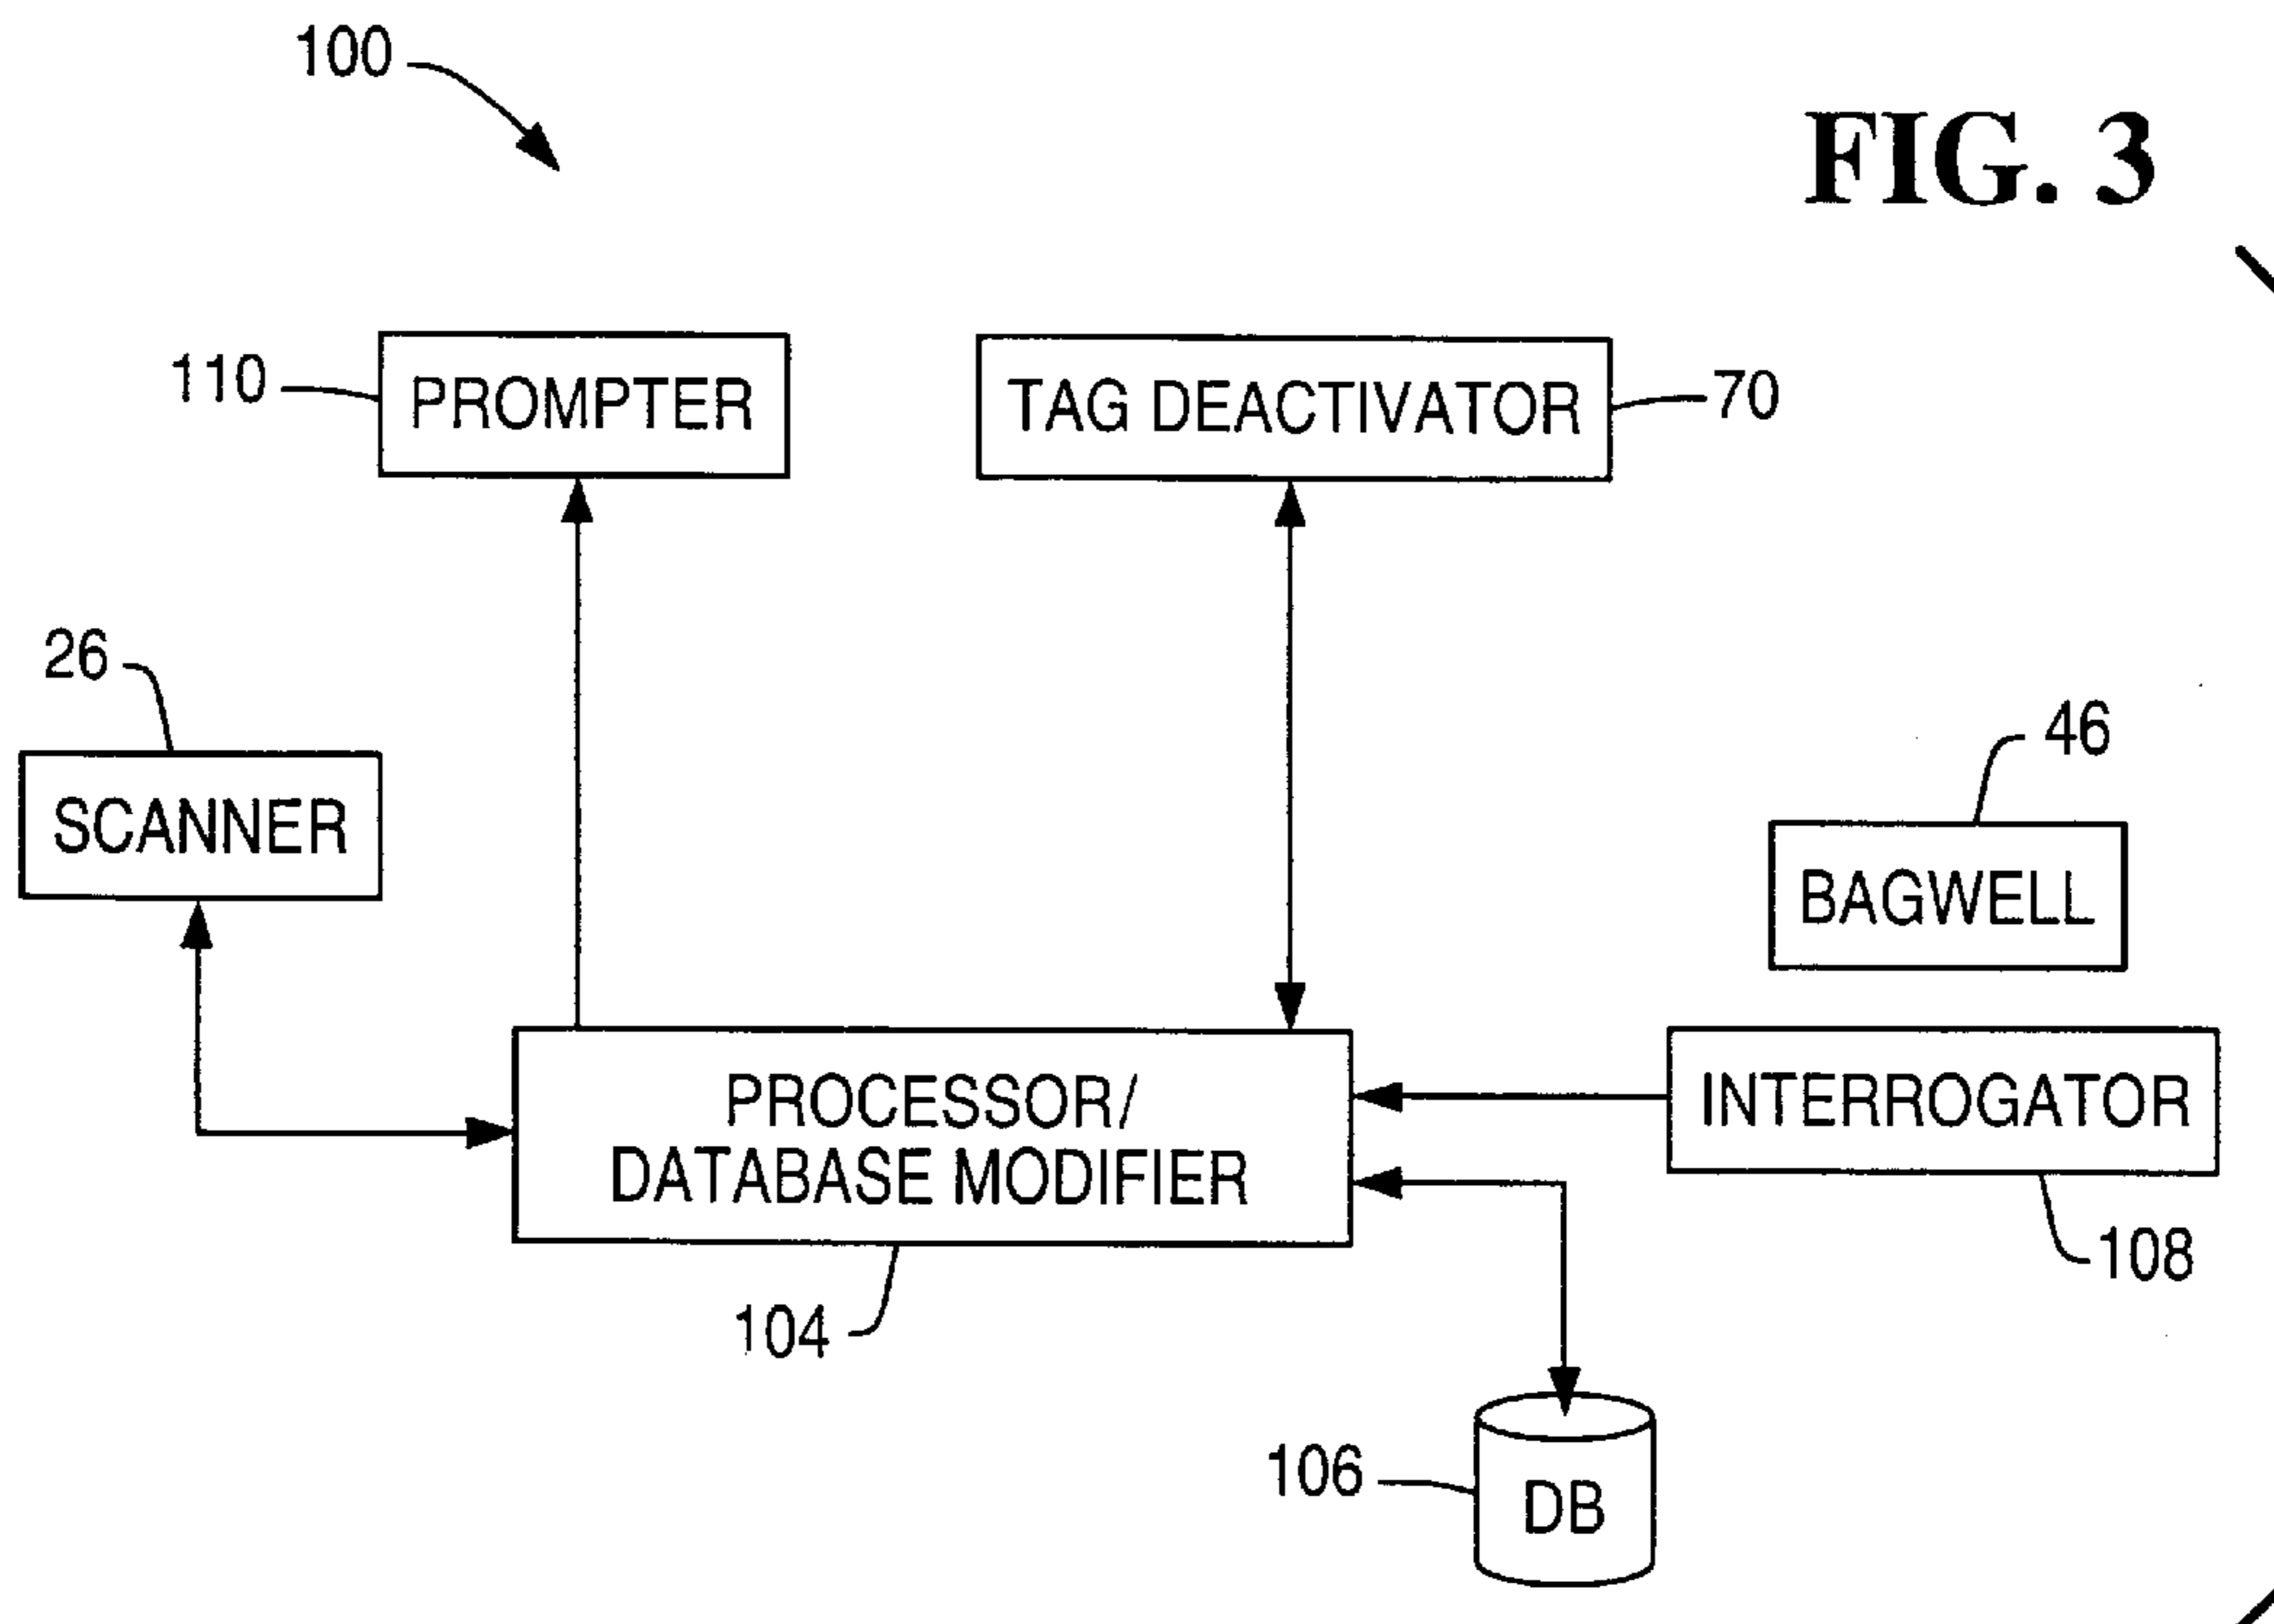 100
FIG. 3
110
PROMPTER
TAG DEACTIVATOR
70
26
SCANNER
46
BAGWELL
PROCESSOR/
DATABASE MODIFIER
INTERROGATOR
108
104
106
DB